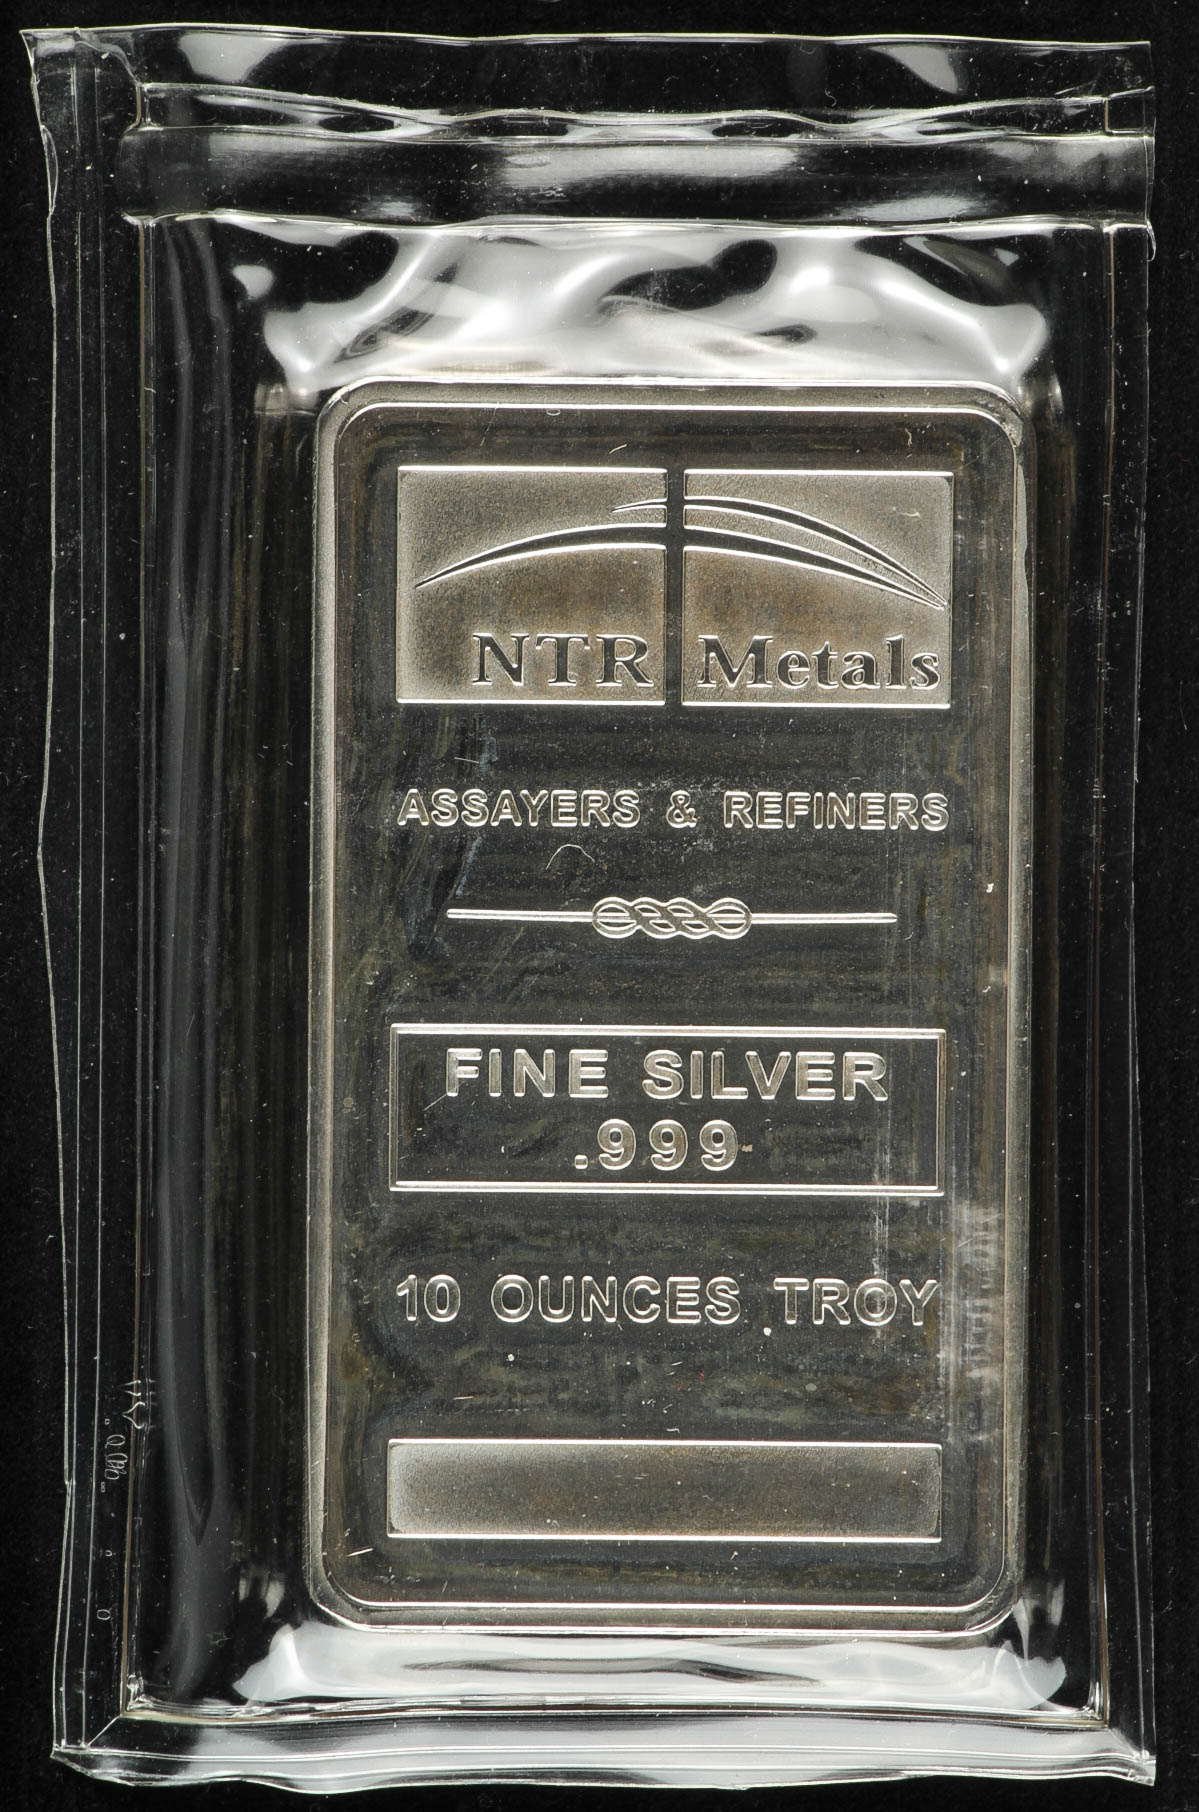 NTR Metals
ASSAYERS & REFINERS
FINE SILVER
.999
10 OUNCES TROY